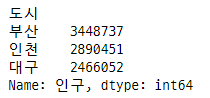 도시
부산    3448737
인천    2890451
대구    2466052
Name: 인구, dtype: int64